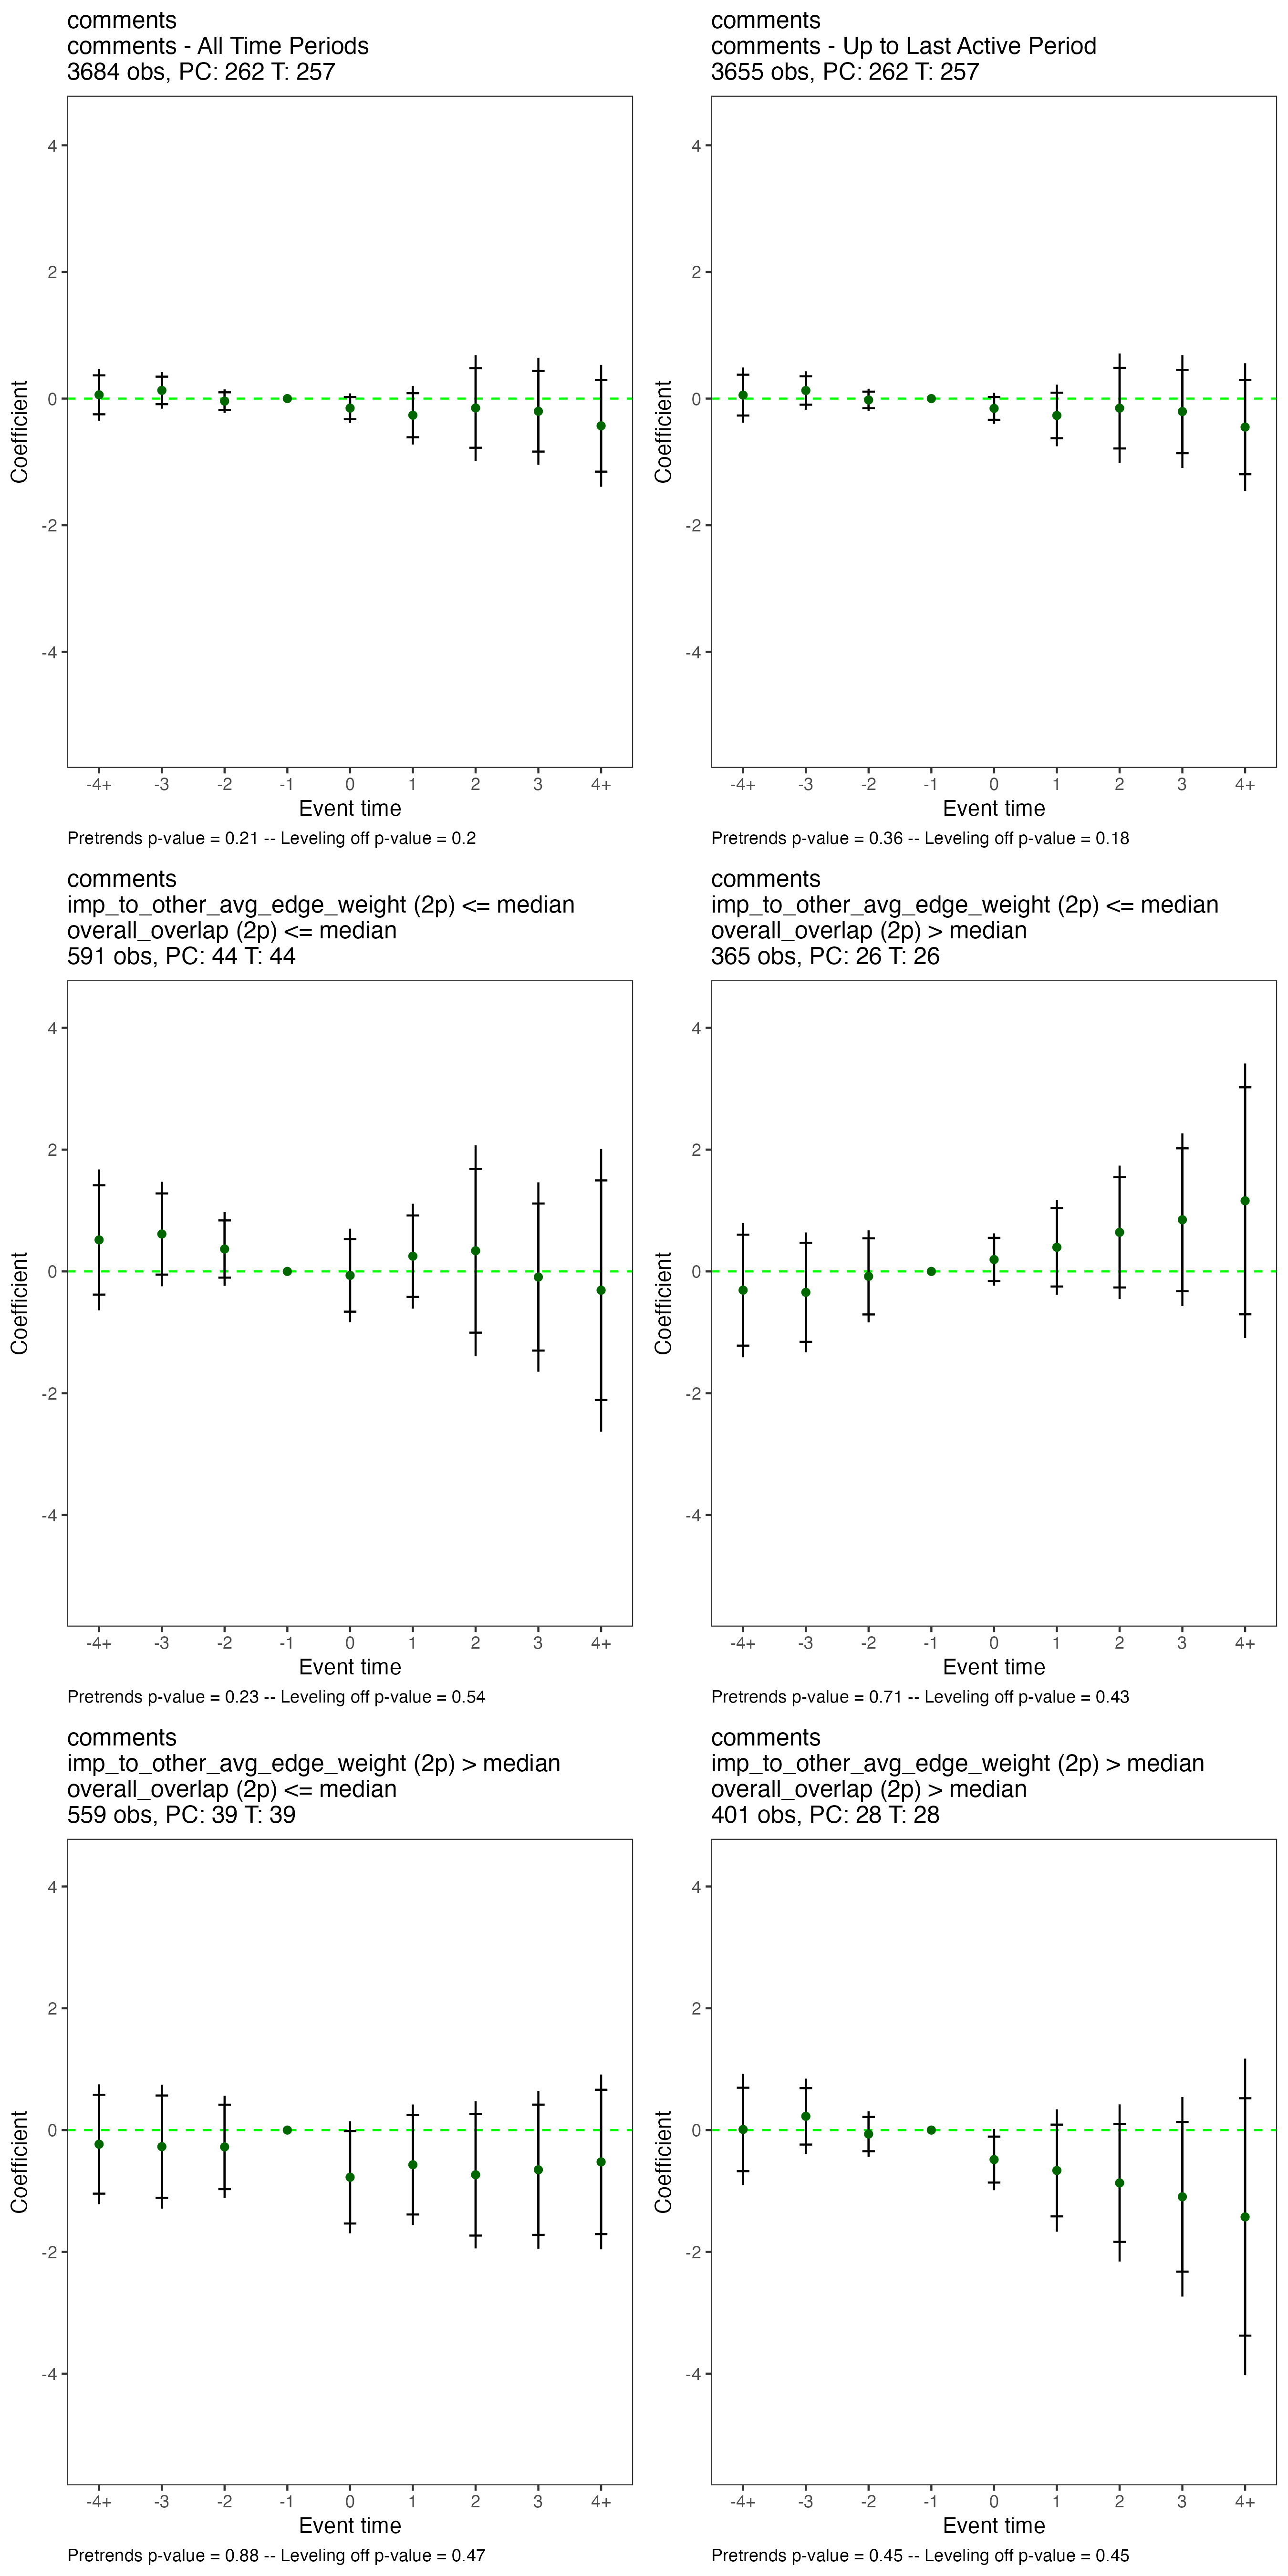 comments
comments - All Time Periods
3684 obs, PC: 262 T: 257
4
2
0
-2
-4
Coefficient
-4+ -3 -2 -1 0 1 2 3 4+
Event time
Pretrends p-value = 0.21 -- Leveling off p-value = 0.2
comments
comments - Up to Last Active Period
3655 obs, PC: 262 T: 257
4
2
0
-2
-4
Coefficient
-4+ -3 -2 -1 0 1 2 3 4+
Event time
Pretrends p-value = 0.36 -- Leveling off p-value = 0.18
comments
imp_to_other_avg_edge_weight (2p) <= median
overall_overlap (2p) <= median
591 obs, PC: 44 T: 44
4
2
0
-2
-4
Coefficient
-4+ -3 -2 -1 0 1 2 3 4+
Event time
Pretrends p-value = 0.23 -- Leveling off p-value = 0.54
comments
imp_to_other_avg_edge_weight (2p) <= median
overall_overlap (2p) > median
365 obs, PC: 26 T: 26
4
2
0
-2
-4
Coefficient
-4+ -3 -2 -1 0 1 2 3 4+
Event time
Pretrends p-value = 0.71 -- Leveling off p-value = 0.43
comments
imp_to_other_avg_edge_weight (2p) > median
overall_overlap (2p) <= median
559 obs, PC: 39 T: 39
4
2
0
-2
-4
Coefficient
-4+ -3 -2 -1 0 1 2 3 4+
Event time
Pretrends p-value = 0.88 -- Leveling off p-value = 0.47
comments
imp_to_other_avg_edge_weight (2p) > median
overall_overlap (2p) > median
401 obs, PC: 28 T: 28
4
2
0
-2
-4
Coefficient
-4+ -3 -2 -1 0 1 2 3 4+
Event time
Pretrends p-value = 0.45 -- Leveling off p-value = 0.45